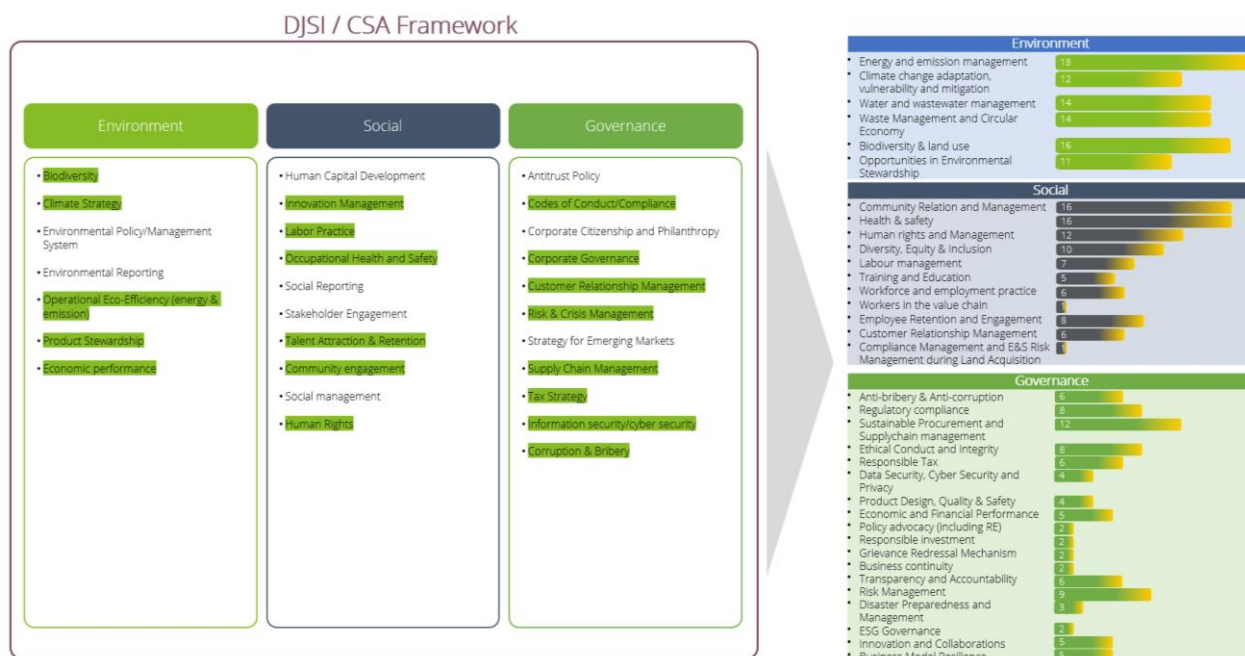 DJSI / CSA Framework
Environment
• Biodiversity
• Climate Strategy
• Environmental Policy/Management
System
• Environmental Reporting
• Operational Eco-Efficiency (energy &
emission)
• Product Stewardship
• Economic performance
Social
• Human Capital Development
• Innovation Management
• Labor Practice
• Occupational Health and Safety
• Social Reporting
• Stakeholder Engagement
• Talent Attraction & Retention
• Community engagement
• Social management
• Human Rights
Governance
• Antitrust Policy
• Codes of Conduct/Compliance
• Corporate Citizenship and Philanthropy
• Corporate Governance
• Customer Relationship Management
• Risk & Crisis Management
• Strategy for Emerging Markets
• Supply Chain Management
• Tax Strategy
• Information security/cyber security
• Corruption & Bribery
Environment
• Energy and emission management 18
• Climate change adaptation, 12
vulnerability and mitigation
• Water and wastewater management 14
• Waste Management and Circular 14
Economy
• Biodiversity & land use 16
• Opportunities in Environmental 11
Stewardship
Social
• Community Relation and Management 16
• Health & safety 16
• Human rights and Management 12
• Diversity, Equity & Inclusion 10
• Labour management 7
• Training and Education 5
• Workforce and employment practice 6
• Workers in the value chain 1
• Employee Retention and Engagement 8
• Customer Relationship Management 6
• Compliance Management and E&S Risk 1
Management during Land Acquisition
Governance
• Anti-bribery & Anti-corruption 6
• Regulatory compliance 8
• Sustainable Procurement and 12
Supplychain management
• Ethical Conduct and Integrity 8
• Responsible Tax 6
• Data Security, Cyber Security and 4
Privacy
• Product Design, Quality & Safety 4
• Economic and Financial Performance 5
• Policy advocacy (including RE) 2
• Responsible investment 2
• Grievance Redressal Mechanism 2
• Business continuity 2
• Transparency and Accountability 6
• Risk Management 9
• Disaster Preparedness and 3
Management
• ESG Governance 2
• Innovation and Collaborations 5
• Business Model Resilience 5